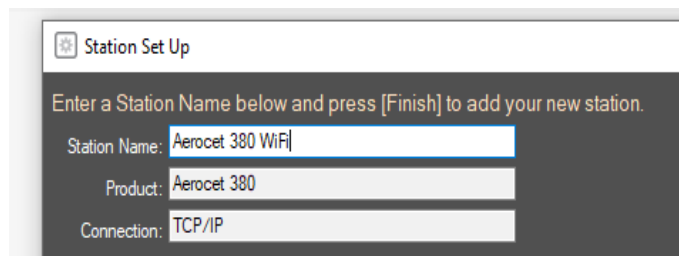 Station Set Up
Enter a Station Name below and press [Finish] to add your new station.
Station Name: Aerocet 380 WiFi
Product: Aerocet 380
Connection: TCP/IP